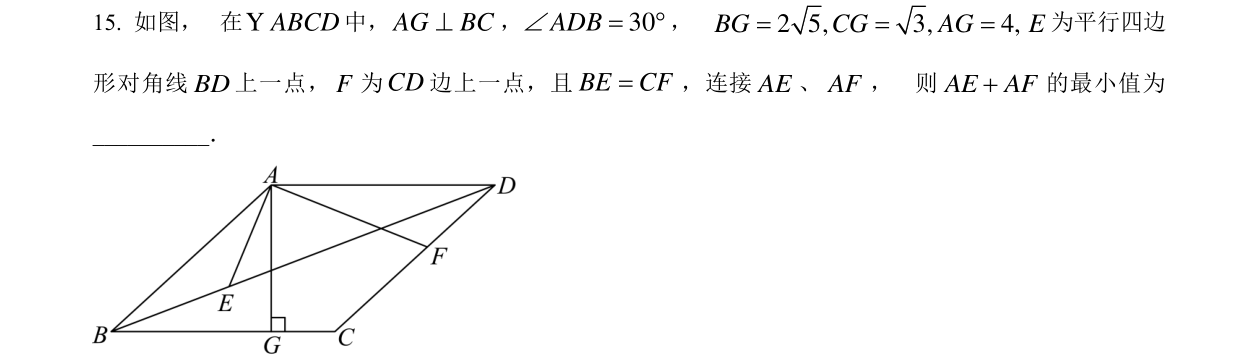 15. 如图， 在Y ABCD中，AG⊥BC，∠ADB=30°， BG=2√5,CG=√3,AG=4, E为平行四边
形对角线BD上一点，F为CD边上一点，且BE=CF，连接AE、AF， 则AE+AF的最小值为
_________.
A
D
F
E
B
G
C